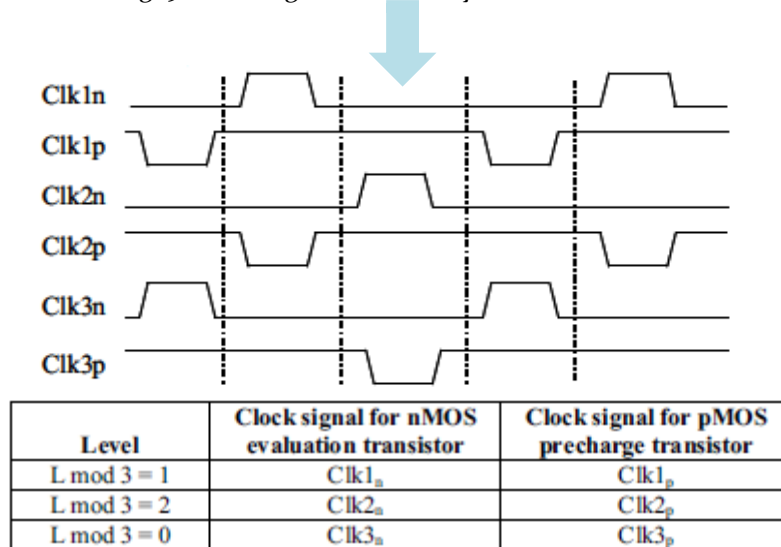 Clk1n
Clk1p
Clk2n
Clk2p
Clk3n
Clk3p
Level
Clock signal for nMOS evaluation transistor
Clock signal for pMOS precharge transistor
L mod 3 = 1 Clk1ₙ Clk1ₚ
L mod 3 = 2 Clk2ₙ Clk2ₚ
L mod 3 = 0 Clk3ₙ Clk3ₚ